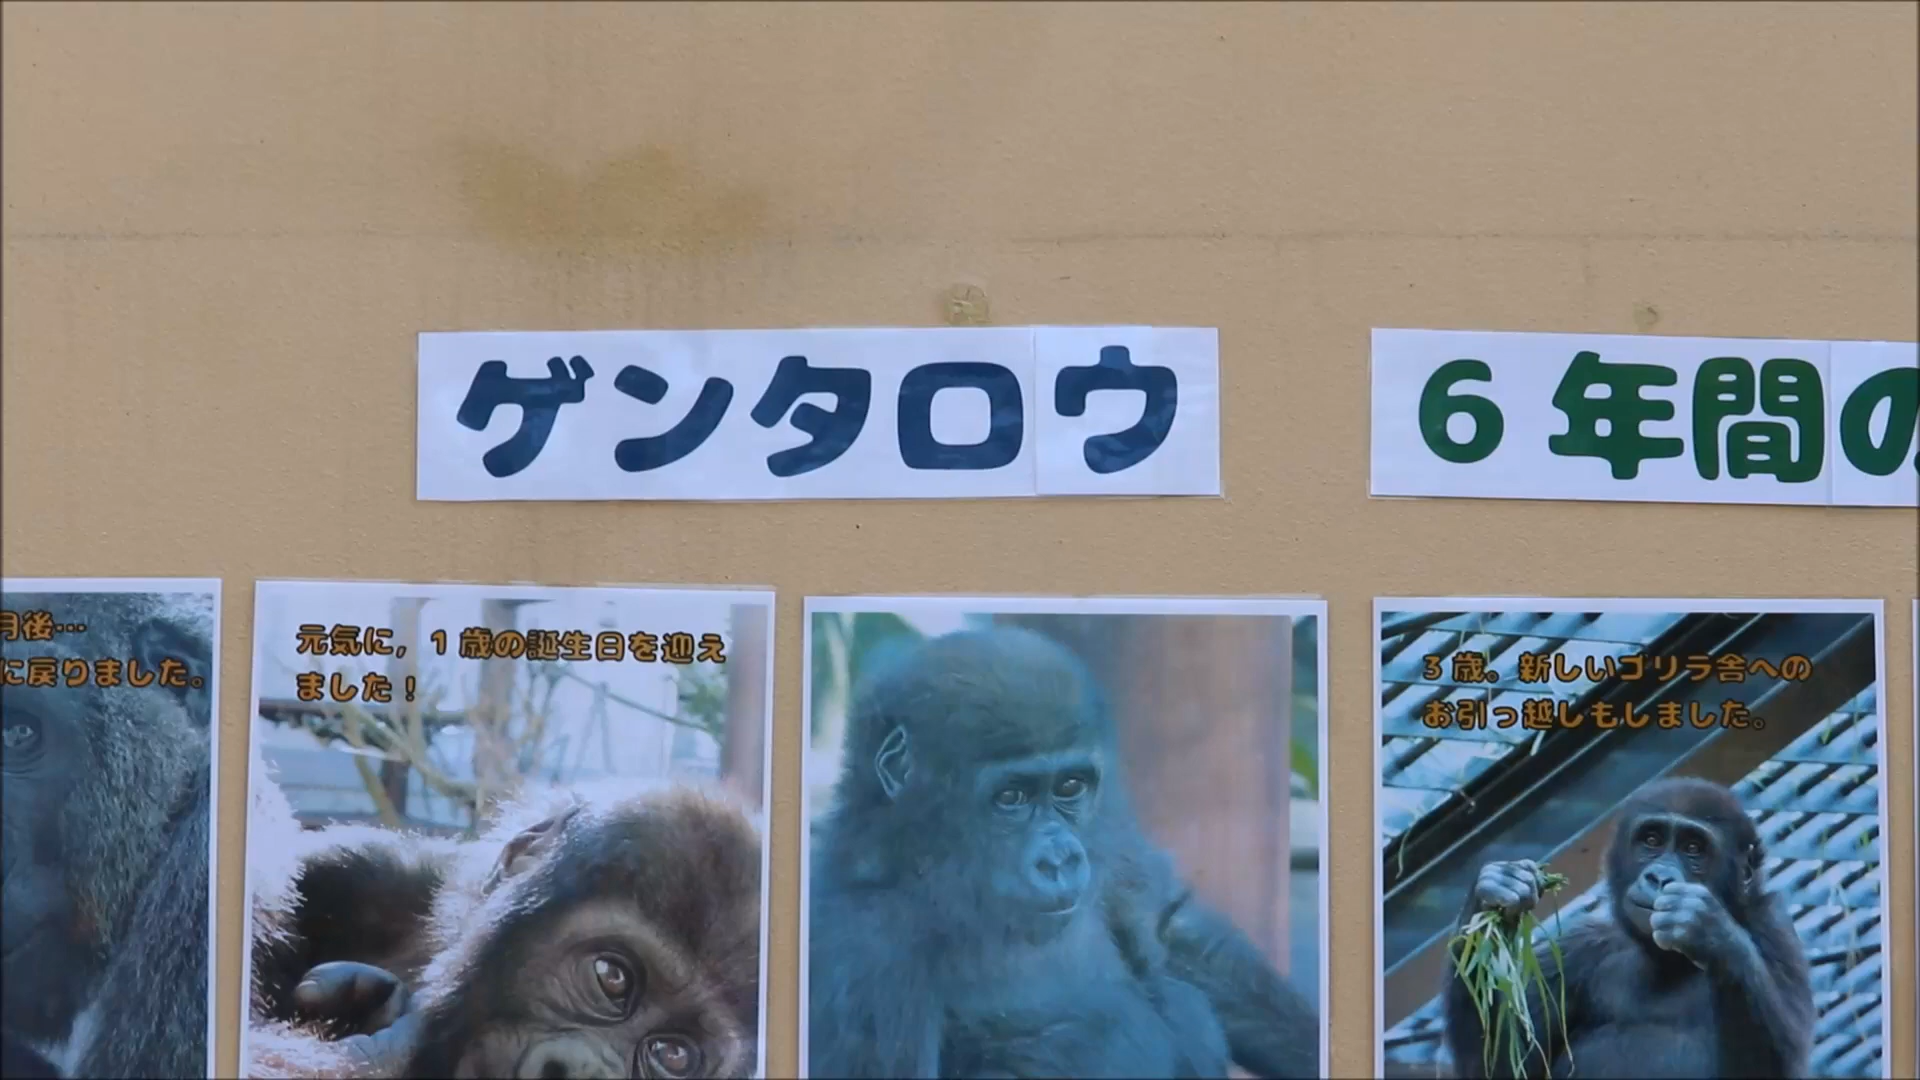 ゲンタロウ
6年間の
月後…
に戻りました。
元気に，1歳の誕生日を迎え
ました！
3歳。新しいゴリラ舎への
お引っ越しもしました。